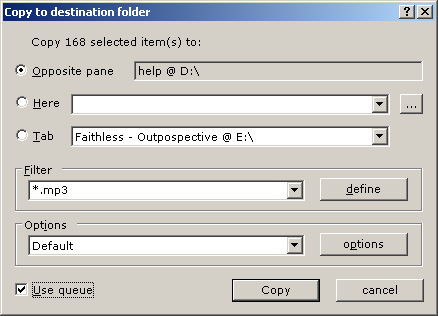 Copy to destination folder
Copy 168 selected item(s) to:
Opposite pane help @ D:\
Here ...
Tab Faithless - Outpospective @ E:\
Filter
*.mp3 define
Options
Default options
Use queue Copy cancel